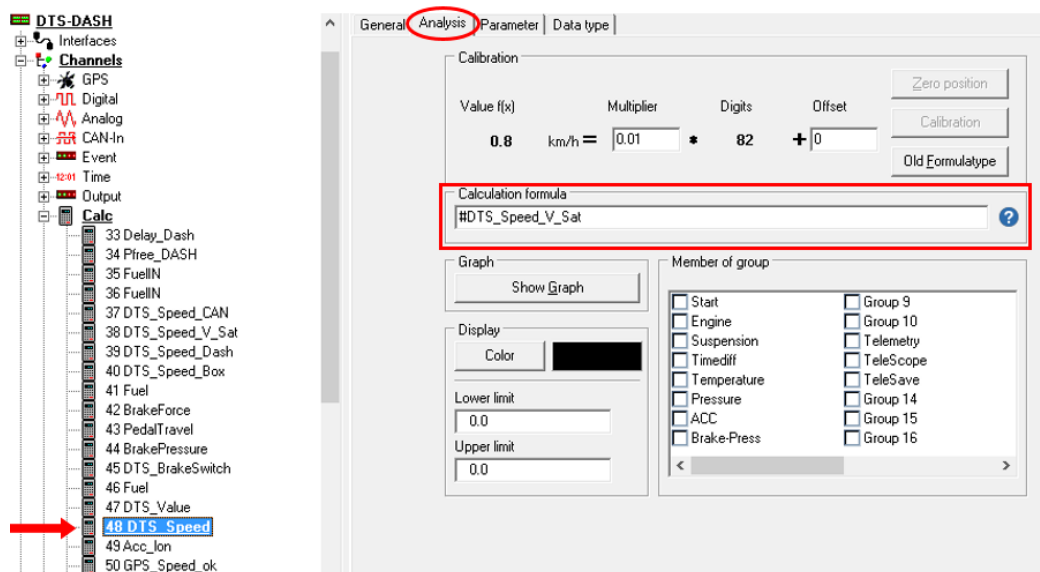 DTS-DASH
Interfaces
Channels
GPS
Digital
Analog
CAN-In
Event
12:01 Time
Output
Calc
33 Delay_Dash
34 Pfree_DASH
35 FuelIN
36 FuelIN
37 DTS_Speed_CAN
38 DTS_Speed_V_Sat
39 DTS_Speed_Dash
40 DTS_Speed_Box
41 Fuel
42 BrakeForce
43 PedalTravel
44 BrakePressure
45 DTS_BrakeSwitch
46 Fuel
47 DTS_Value
48 DTS_Speed
49 Acc_lon
50 GPS_Speed_ok
General Analysis Parameter Data type
Calibration
Value f(x) Multiplier Digits Offset
0.8 km/h = 0.01 * 82 + 0
Zero position
Calibration
Old Formulatype
Calculation formula
#DTS_Speed_V_Sat ?
Graph
Show Graph
Display
Color
Lower limit
0.0
Upper limit
0.0
Member of group
Start
Engine
Suspension
Timediff
Temperature
Pressure
ACC
Brake-Press
Group 9
Group 10
Telemetry
TeleScope
TeleSave
Group 14
Group 15
Group 16